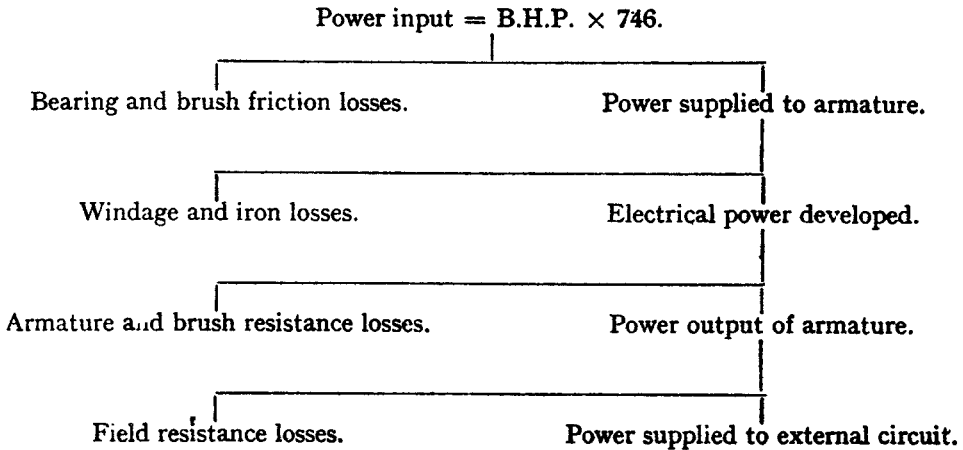 Power input = B.H.P. × 746.
Bearing and brush friction losses.
Power supplied to armature.
Windage and iron losses.
Electrical power developed.
Armature and brush resistance losses.
Power output of armature.
Field resistance losses.
Power supplied to external circuit.